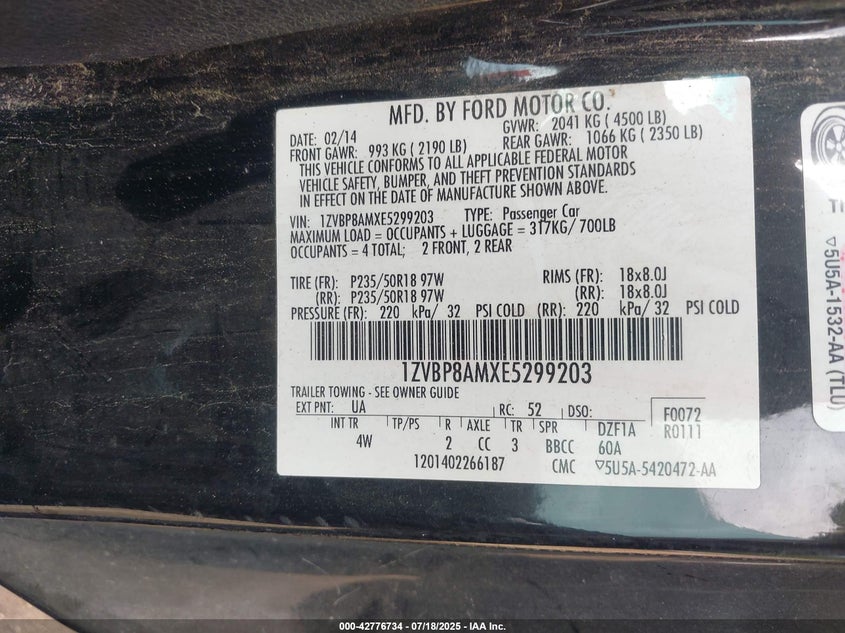 MFD. BY FORD MOTOR CO.
DATE: 02/14 GVWR: 2041 KG ( 4500 LB)
FRONT GAWR: 993 KG ( 2190 LB) REAR GAWR: 1066 KG ( 2350 LB)
THIS VEHICLE CONFORMS TO ALL APPLICABLE FEDERAL MOTOR
VEHICLE SAFETY, BUMPER, AND THEFT PREVENTION STANDARDS
IN EFFECT ON THE DATE OF MANUFACTURE SHOWN ABOVE.
VIN: 1ZVBP8AMXE5299203 TYPE: Passenger Car
MAXIMUM LOAD = OCCUPANTS + LUGGAGE = 317KG/ 700LB
OCCUPANTS = 4 TOTAL; 2 FRONT, 2 REAR
TIRE (FR): P235/50R18 97W RIMS (FR): 18x8.0J
(RR): P235/50R18 97W (RR): 18x8.0J
PRESSURE (FR): 220 kPa/ 32 PSI COLD (RR): 220 kPa/ 32 PSI COLD
1ZVBP8AMXE5299203
TRAILER TOWING - SEE OWNER GUIDE
EXT PNT: UA RC: 52 DSO: F0072
INT TR TP/PS R AXLE TR SPR DZF1A R0111
4W 2 CC 3 BBCC 60A
1201402266187 CMC ▽5U5A-5420472-AA
TI
▽5U5A-1532-AA (TLU)
000-42776734 - 07/18/2025 - IAA Inc.